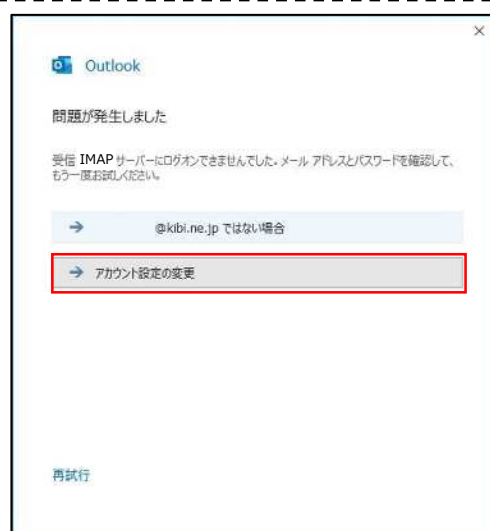 Outlook
問題が発生しました
受信 IMAP サーバーにログオンできませんでした。メール アドレスとパスワードを確認して、
もう一度お試しください。
→ @kibi.ne.jp ではない場合
→ アカウント設定の変更
再試行